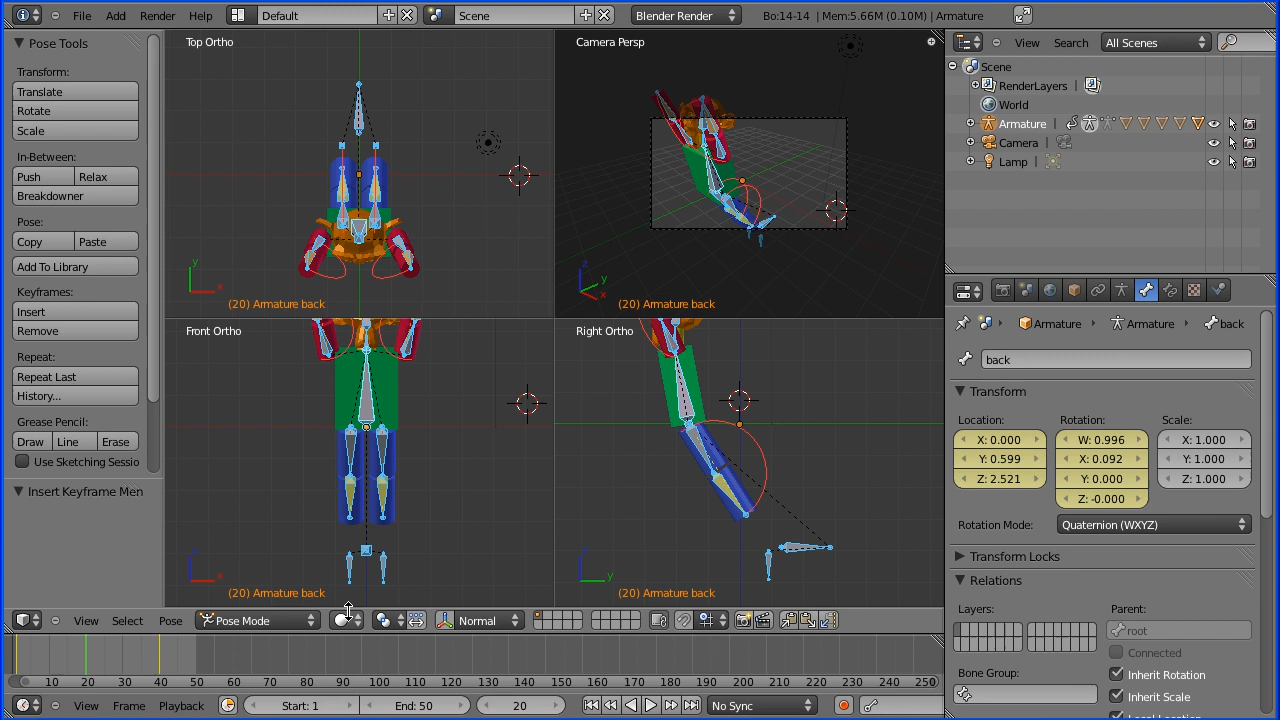 File Add Render Help Default Scene Blender Render Bo:14-14 | Mem:5.66M (0.10M) | Armature
Pose Tools
Transform:
Translate
Rotate
Scale
In-Between:
Push Relax
Breakdowner
Pose:
Copy Paste
Add To Library
Keyframes:
Insert
Remove
Repeat:
Repeat Last
History...
Grease Pencil:
Draw Line Erase
Use Sketching Sessio
Insert Keyframe Men
Top Ortho
y
x
(20) Armature back
Camera Persp
z
y
x
(20) Armature back
Front Ortho
z
x
(20) Armature back
Right Ortho
z
y
(20) Armature back
View Select Pose Pose Mode Normal
0 10 20 30 40 50 60 70 80 90 100 110 120 130 140 150 160 170 180 190 200 210 220 230 240 250
View Frame Playback Start: 1 End: 50 20 No Sync
View Search All Scenes
Scene
RenderLayers |
World
Armature |
Camera |
Lamp |
Armature Armature back
back
Transform
Location: Rotation: Scale:
X: 0.000 W: 0.996 X: 1.000
Y: 0.599 X: 0.092 Y: 1.000
Z: 2.521 Y: 0.000 Z: 1.000
Z: -0.000
Rotation Mode: Quaternion (WXYZ)
Transform Locks
Relations
Layers: Parent:
root
Connected
Bone Group: Inherit Rotation
Inherit Scale
Local Location